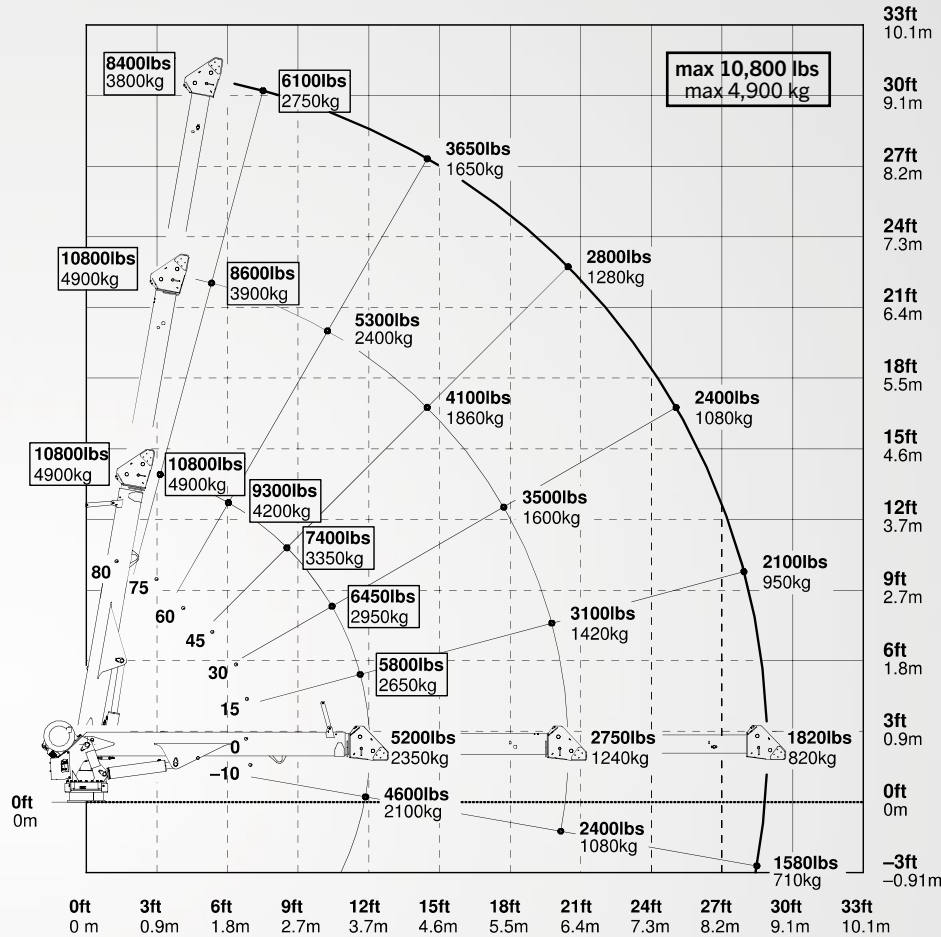 33ft
10.1m
8400lbs
3800kg
6100lbs
2750kg
max 10,800 lbs
max 4,900 kg
30ft
9.1m
3650lbs
1650kg
27ft
8.2m
24ft
7.3m
10800lbs
4900kg
8600lbs
3900kg
2800lbs
1280kg
21ft
6.4m
5300lbs
2400kg
18ft
5.5m
4100lbs
1860kg
2400lbs
1080kg
15ft
4.6m
10800lbs
4900kg
10800lbs
4900kg
9300lbs
4200kg
3500lbs
1600kg
12ft
3.7m
7400lbs
3350kg
80
75
60
45
30
15
0
–10
6450lbs
2950kg
2100lbs
950kg
9ft
2.7m
3100lbs
1420kg
5800lbs
2650kg
6ft
1.8m
5200lbs
2350kg
2750lbs
1240kg
1820lbs
820kg
3ft
0.9m
0ft
0m
4600lbs
2100kg
0ft
0m
2400lbs
1080kg
1580lbs
710kg
–3ft
–0.91m
0ft 3ft 6ft 9ft 12ft 15ft 18ft 21ft 24ft 27ft 30ft 33ft
0 m 0.9m 1.8m 2.7m 3.7m 4.6m 5.5m 6.4m 7.3m 8.2m 9.1m 10.1m